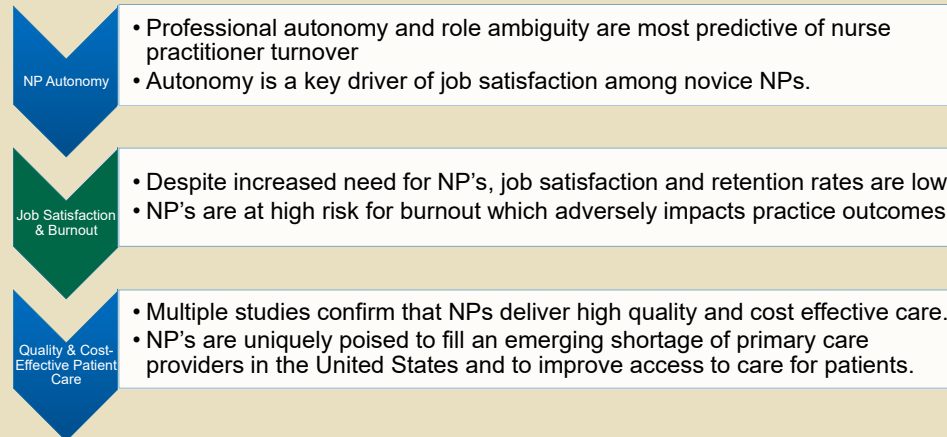 NP Autonomy
• Professional autonomy and role ambiguity are most predictive of nurse
practitioner turnover
• Autonomy is a key driver of job satisfaction among novice NPs.
Job Satisfaction
& Burnout
• Despite increased need for NP's, job satisfaction and retention rates are low
• NP's are at high risk for burnout which adversely impacts practice outcomes
Quality & Cost-
Effective Patient
Care
• Multiple studies confirm that NPs deliver high quality and cost effective care.
• NP's are uniquely poised to fill an emerging shortage of primary care
providers in the United States and to improve access to care for patients.